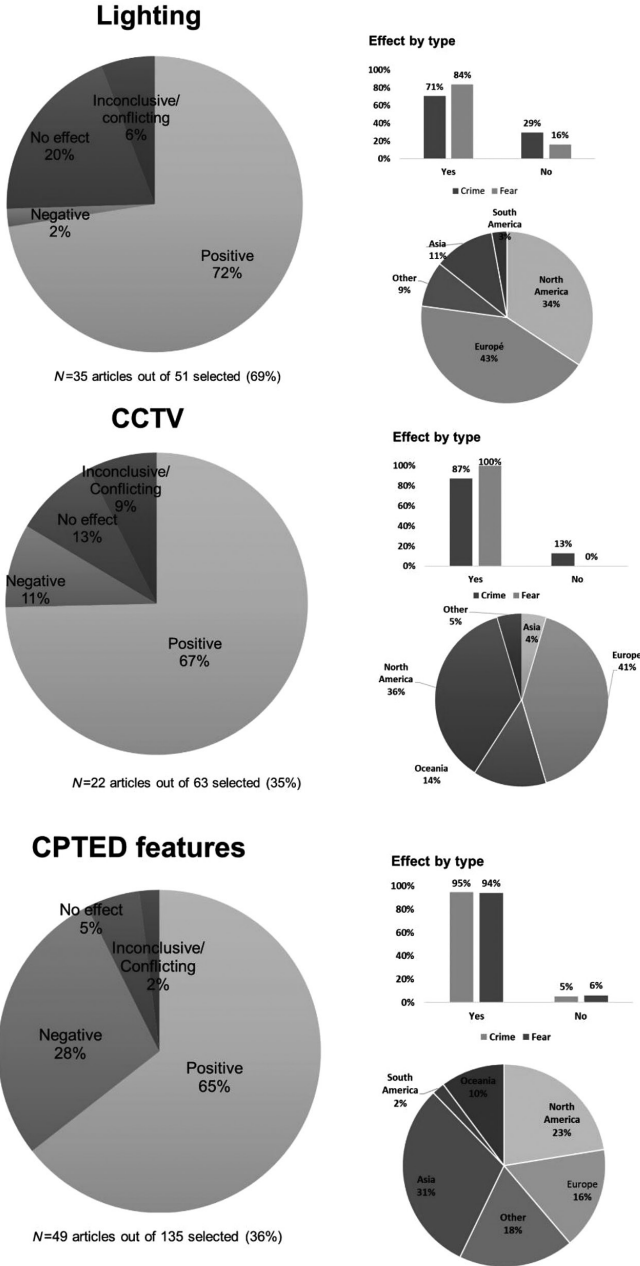 Lighting
Inconclusive/
conflicting
6%
No effect
20%
Negative
2%
Positive
72%
N=35 articles out of 51 selected (69%)
Effect by type
100%
80%
60%
40%
20%
0%
71%
84%
29%
16%
Yes
No
Crime
Fear
South
America
3%
Asia
11%
Other
9%
North
America
34%
Europé
43%
CCTV
Inconclusive/
Conflicting
9%
No effect
13%
Negative
11%
Positive
67%
N=22 articles out of 63 selected (35%)
Effect by type
100%
80%
60%
40%
20%
0%
87%
100%
13%
0%
Yes
No
Crime
Fear
Other
5%
Asia
4%
Europe
41%
North
America
36%
Oceania
14%
CPTED features
No effect
5%
Inconclusive/
Conflicting
2%
Negative
28%
Positive
65%
N=49 articles out of 135 selected (36%)
Effect by type
100%
80%
60%
40%
20%
0%
95%
94%
5%
6%
Yes
No
Crime
Fear
South
America
2%
Oceania
10%
North
America
23%
Europe
16%
Asia
31%
Other
18%